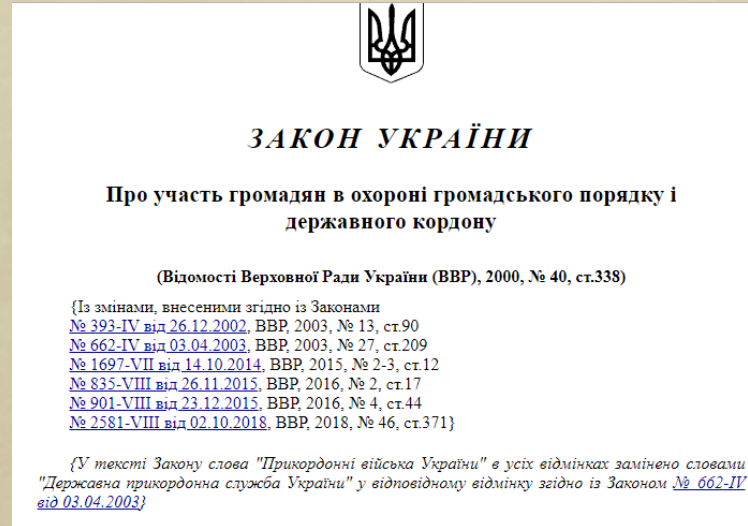 ЗАКОН УКРАЇНИ
Про участь громадян в охороні громадського порядку і
державного кордону
(Відомості Верховної Ради України (ВВР), 2000, № 40, ст.338)
{Із змінами, внесеними згідно із Законами
№ 393-IV від 26.12.2002, ВВР, 2003, № 13, ст.90
№ 662-IV від 03.04.2003, ВВР, 2003, № 27, ст.209
№ 1697-VII від 14.10.2014, ВВР, 2015, № 2-3, ст.12
№ 835-VIII від 26.11.2015, ВВР, 2016, № 2, ст.17
№ 901-VIII від 23.12.2015, ВВР, 2016, № 4, ст.44
№ 2581-VIII від 02.10.2018, ВВР, 2018, № 46, ст.371}
{У тексті Закону слова "Прикордонні війська України" в усіх відмінках замінено словами
"Державна прикордонна служба України" у відповідному відмінку згідно із Законом № 662-IV
від 03.04.2003}